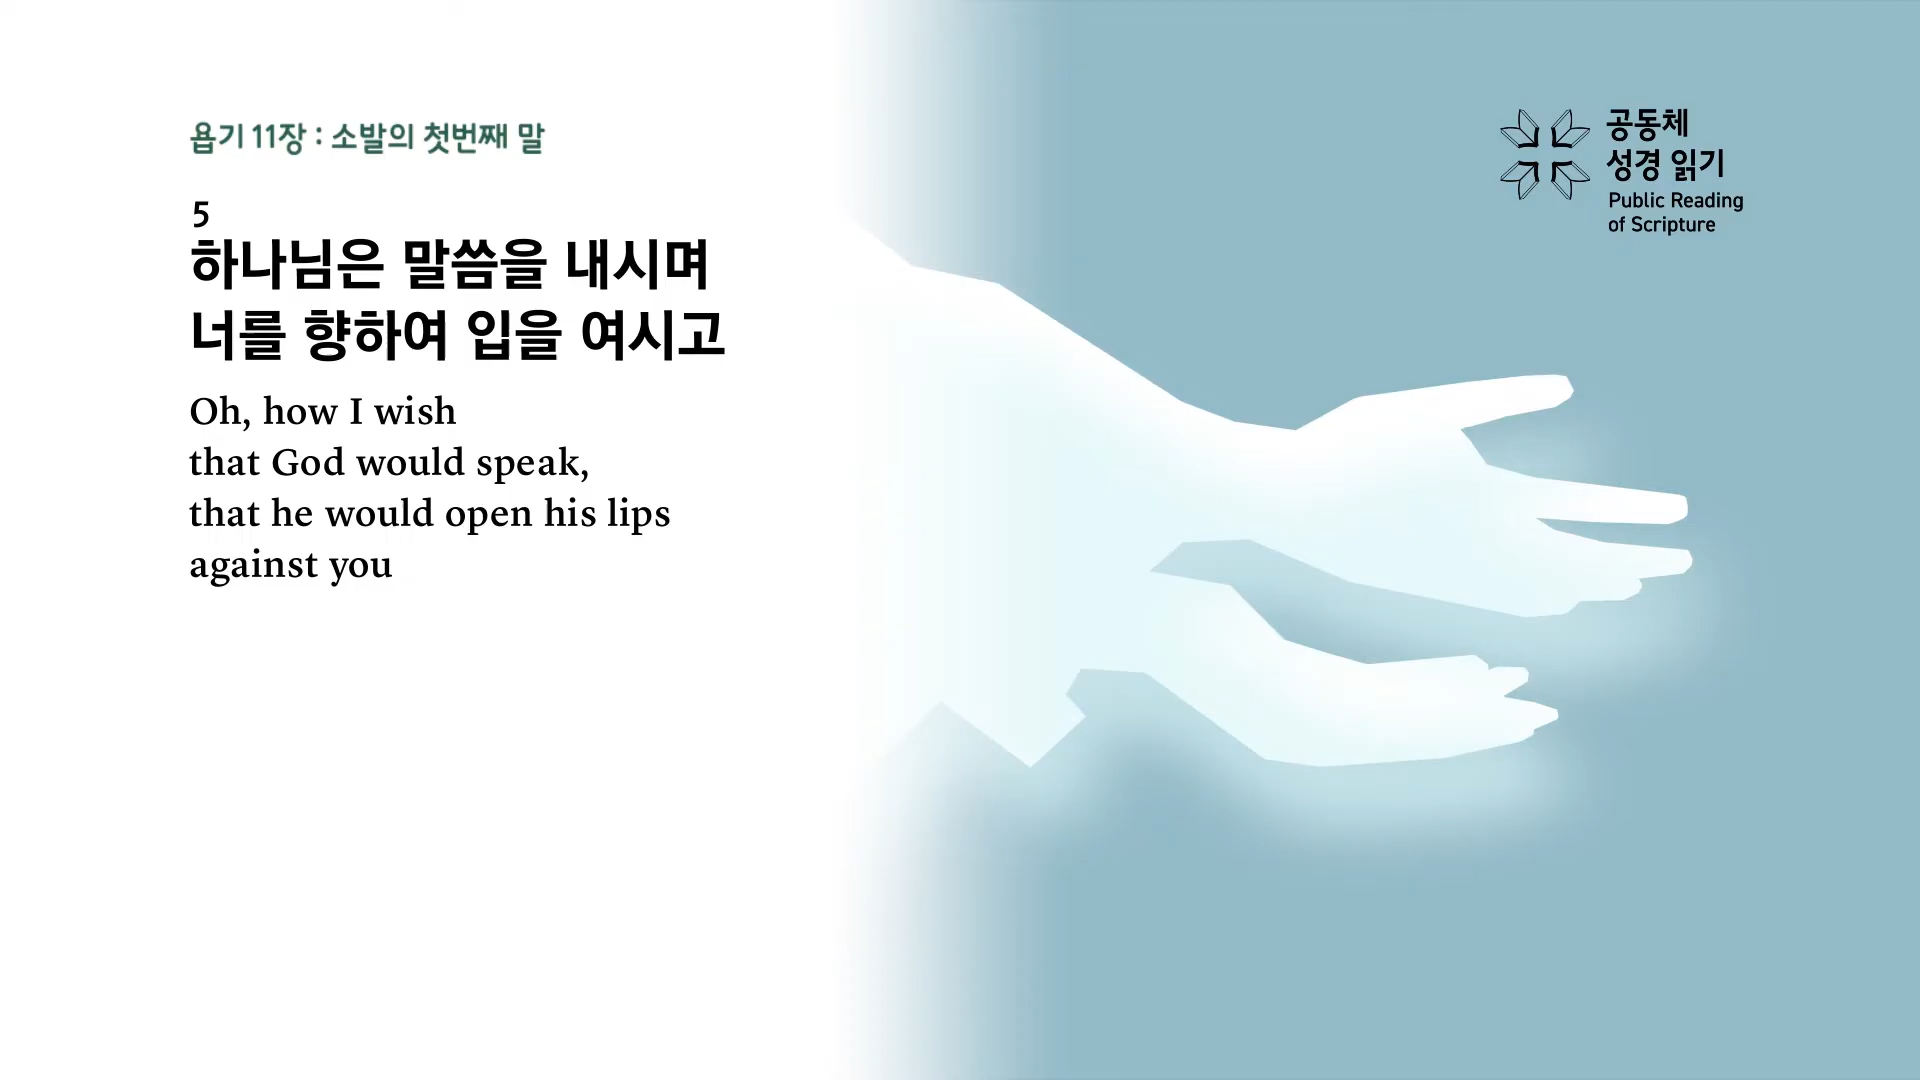 욥기 11장 : 소발의 첫번째 말
5
하나님은 말씀을 내시며
너를 향하여 입을 여시고
Oh, how I wish
that God would speak,
that he would open his lips
against you
공동체
성경 읽기
Public Reading
of Scripture